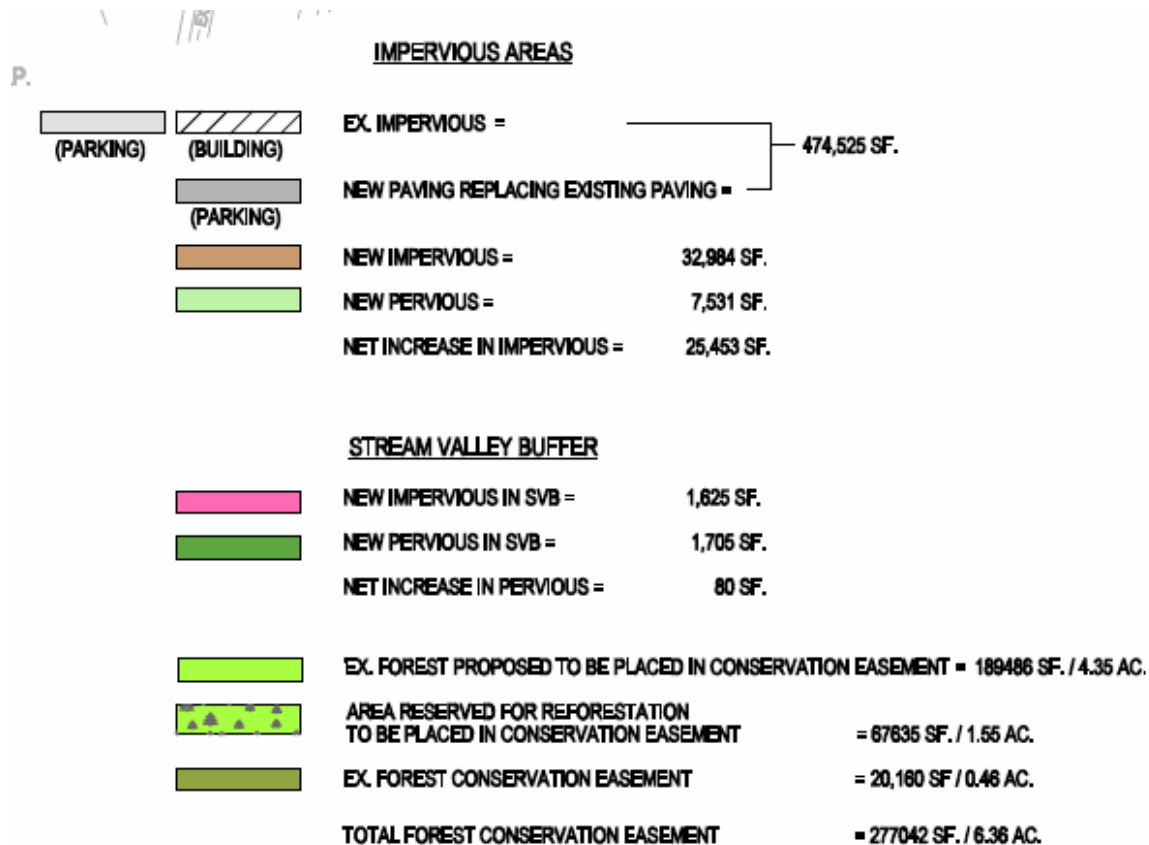 IMPERVIOUS AREAS
P.
EX. IMPERVIOUS =
(PARKING) (BUILDING)
474,525 SF.
NEW PAVING REPLACING EXISTING PAVING =
(PARKING)
NEW IMPERVIOUS = 32,984 SF.
NEW PERVIOUS = 7,531 SF.
NET INCREASE IN IMPERVIOUS = 25,453 SF.
STREAM VALLEY BUFFER
NEW IMPERVIOUS IN SVB = 1,625 SF.
NEW PERVIOUS IN SVB = 1,705 SF.
NET INCREASE IN PERVIOUS = 80 SF.
EX. FOREST PROPOSED TO BE PLACED IN CONSERVATION EASEMENT = 189486 SF. / 4.35 AC.
AREA RESERVED FOR REFORESTATION
TO BE PLACED IN CONSERVATION EASEMENT = 67635 SF. / 1.55 AC.
EX. FOREST CONSERVATION EASEMENT = 20,160 SF / 0.46 AC.
TOTAL FOREST CONSERVATION EASEMENT = 277042 SF. / 6.36 AC.